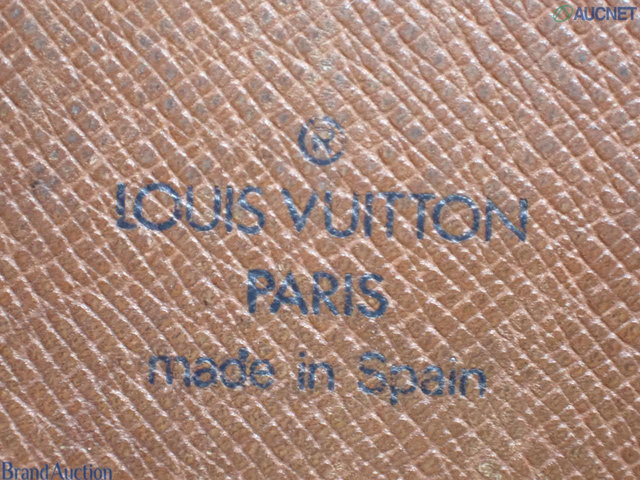 AUCNET
®
LOUIS VUITTON
PARIS
made in Spain
Brand Auction